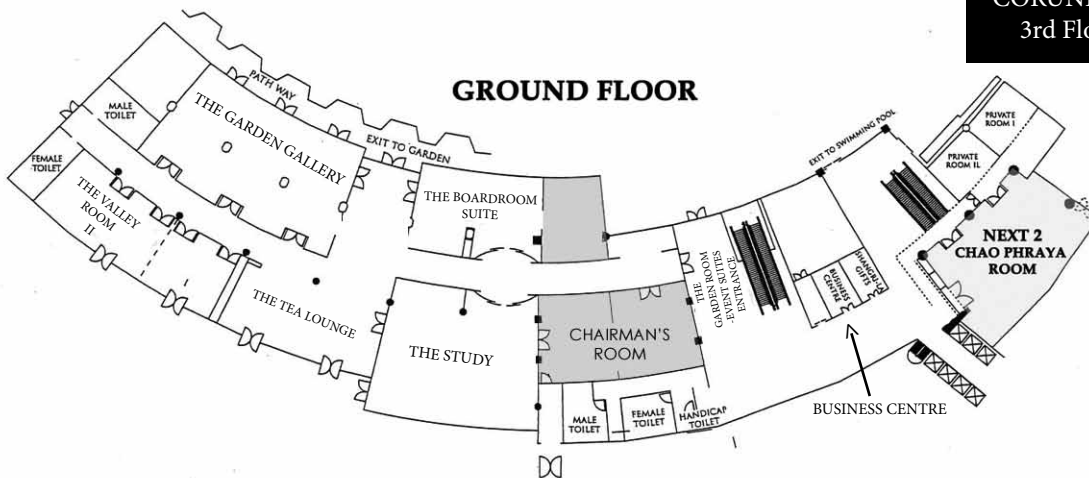 3rd Flo
GROUND FLOOR
PATH WAY
EXIT TO GARDEN
MALE
TOILET
THE GARDEN GALLERY
FEMALE
TOILET
THE VALLEY
ROOM
II
THE BOARDROOM
SUITE
THE TEA LOUNGE
THE STUDY
CHAIRMAN'S
ROOM
MALE
TOILET
FEMALE
TOILET
HANDICAP
TOILET
THE
GARDEN ROOM
-EVENT SUITES
ENTRANCE
EXIT TO SWIMMING POOL
BUSINESS
CENTRE
SHANGRI-LA
GIFTS
BUSINESS CENTRE
PRIVATE
ROOM I
PRIVATE
ROOM II
NEXT 2
CHAO PHRAYA
ROOM